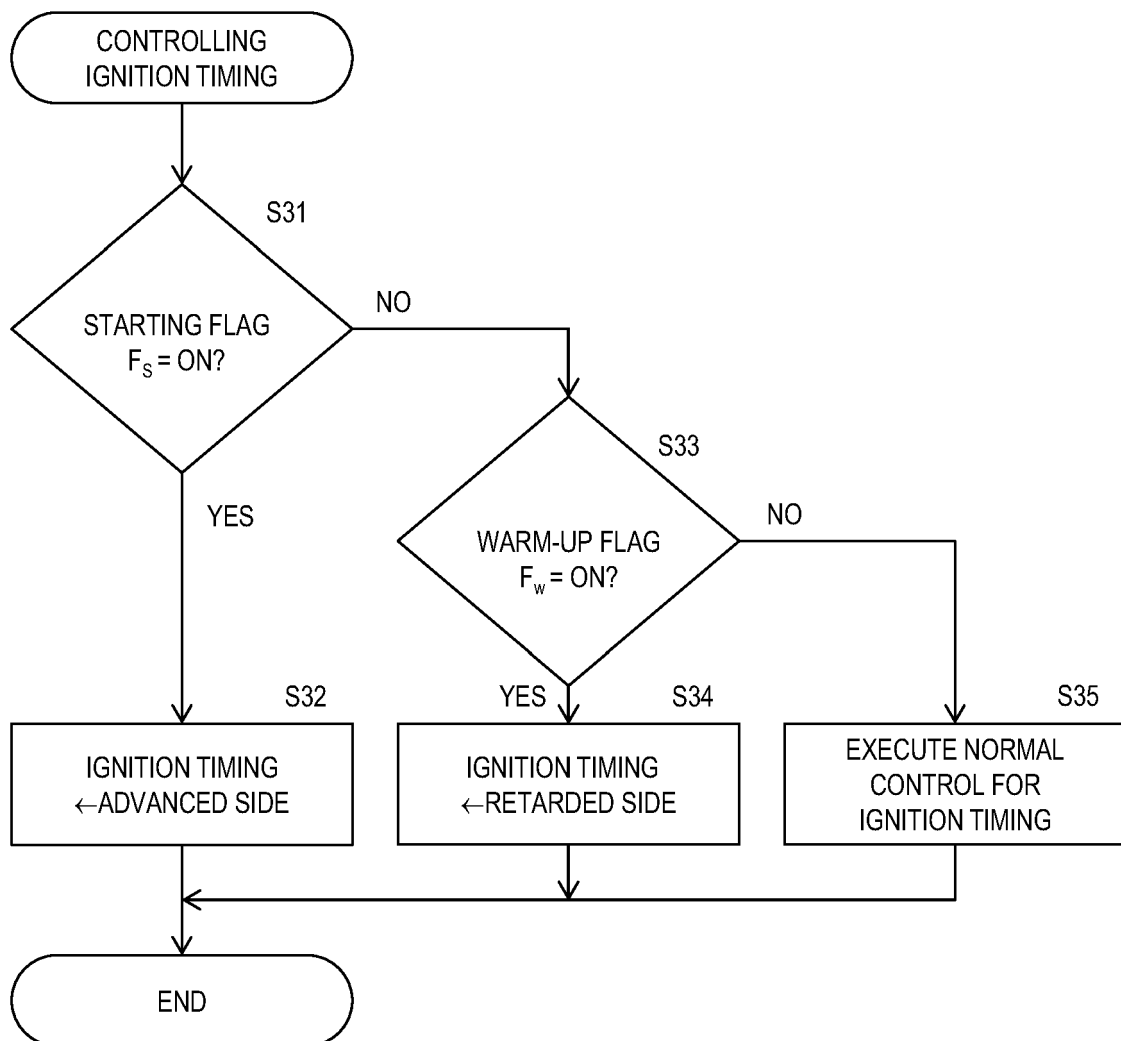 CONTROLLING
IGNITION TIMING
S31
STARTING FLAG
F_S = ON?
NO
YES
S33
WARM-UP FLAG
F_w = ON?
NO
YES
S32
IGNITION TIMING
←ADVANCED SIDE
S34
IGNITION TIMING
←RETARDED SIDE
S35
EXECUTE NORMAL
CONTROL FOR
IGNITION TIMING
END